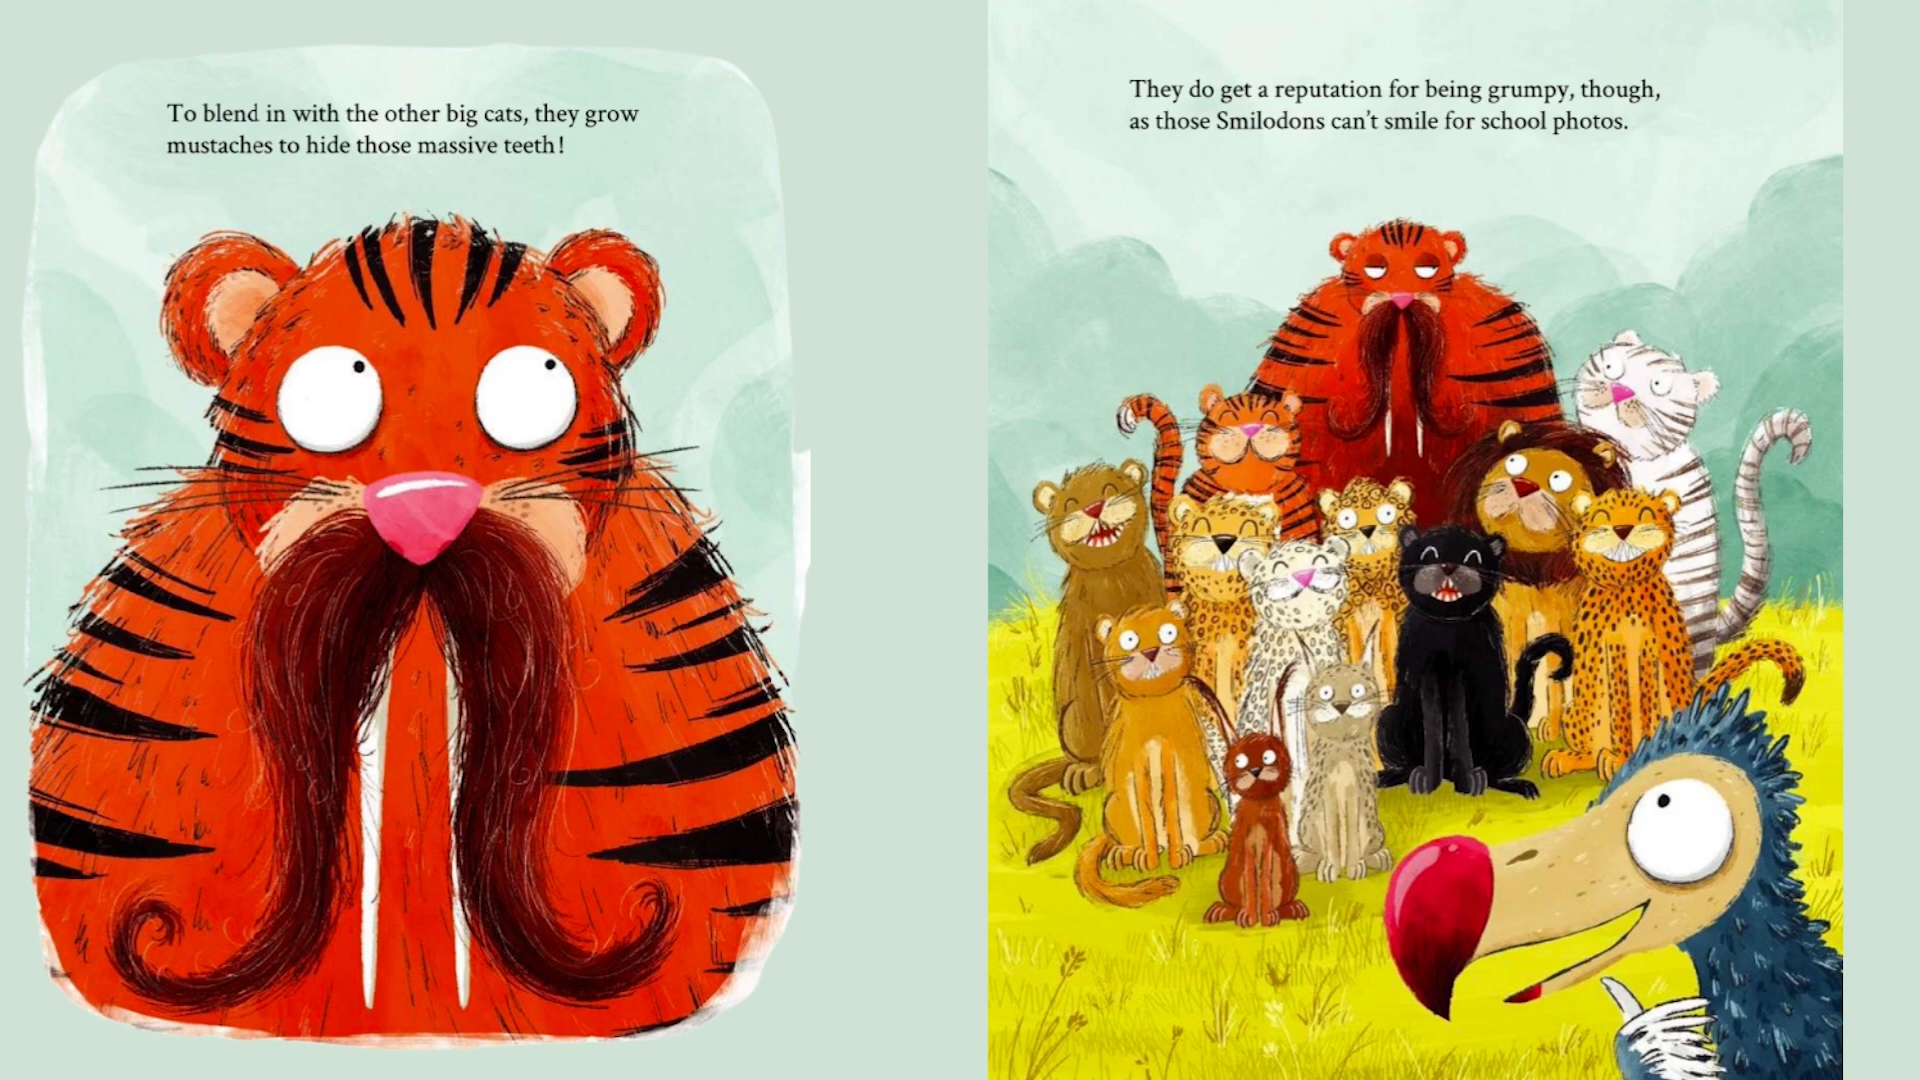 To blend in with the other big cats, they grow
mustaches to hide those massive teeth!
They do get a reputation for being grumpy, though,
as those Smilodons can't smile for school photos.